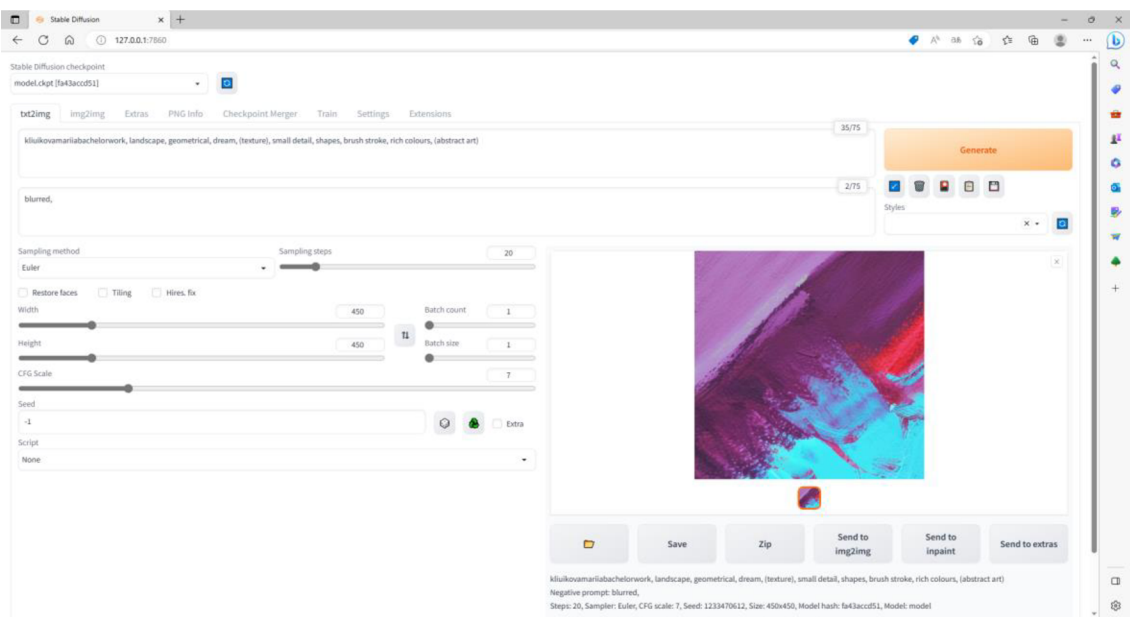 Stable Diffusion
127.0.0.1:7860
Stable Diffusion checkpoint
model.ckpt [fa43accd51]
txt2img img2img Extras PNG Info Checkpoint Merger Train Settings Extensions
35/75
kliuikovamariiabachelorwork, landscape, geometrical, dream, (texture), small detail, shapes, brush stroke, rich colours, (abstract art)
Generate
2/75
blurred,
Styles
Sampling method
Sampling steps
20
Euler
Restore faces Tiling Hires. fix
Width
450
Batch count
1
Height
450
Batch size
1
CFG Scale
7
Seed
-1
Extra
Script
None
Save
Zip
Send to
img2img
Send to
inpaint
Send to extras
kliuikovamariiabachelorwork, landscape, geometrical, dream, (texture), small detail, shapes, brush stroke, rich colours, (abstract art)
Negative prompt: blurred,
Steps: 20, Sampler: Euler, CFG scale: 7, Seed: 1233470612, Size: 450x450, Model hash: fa43accd51, Model: model